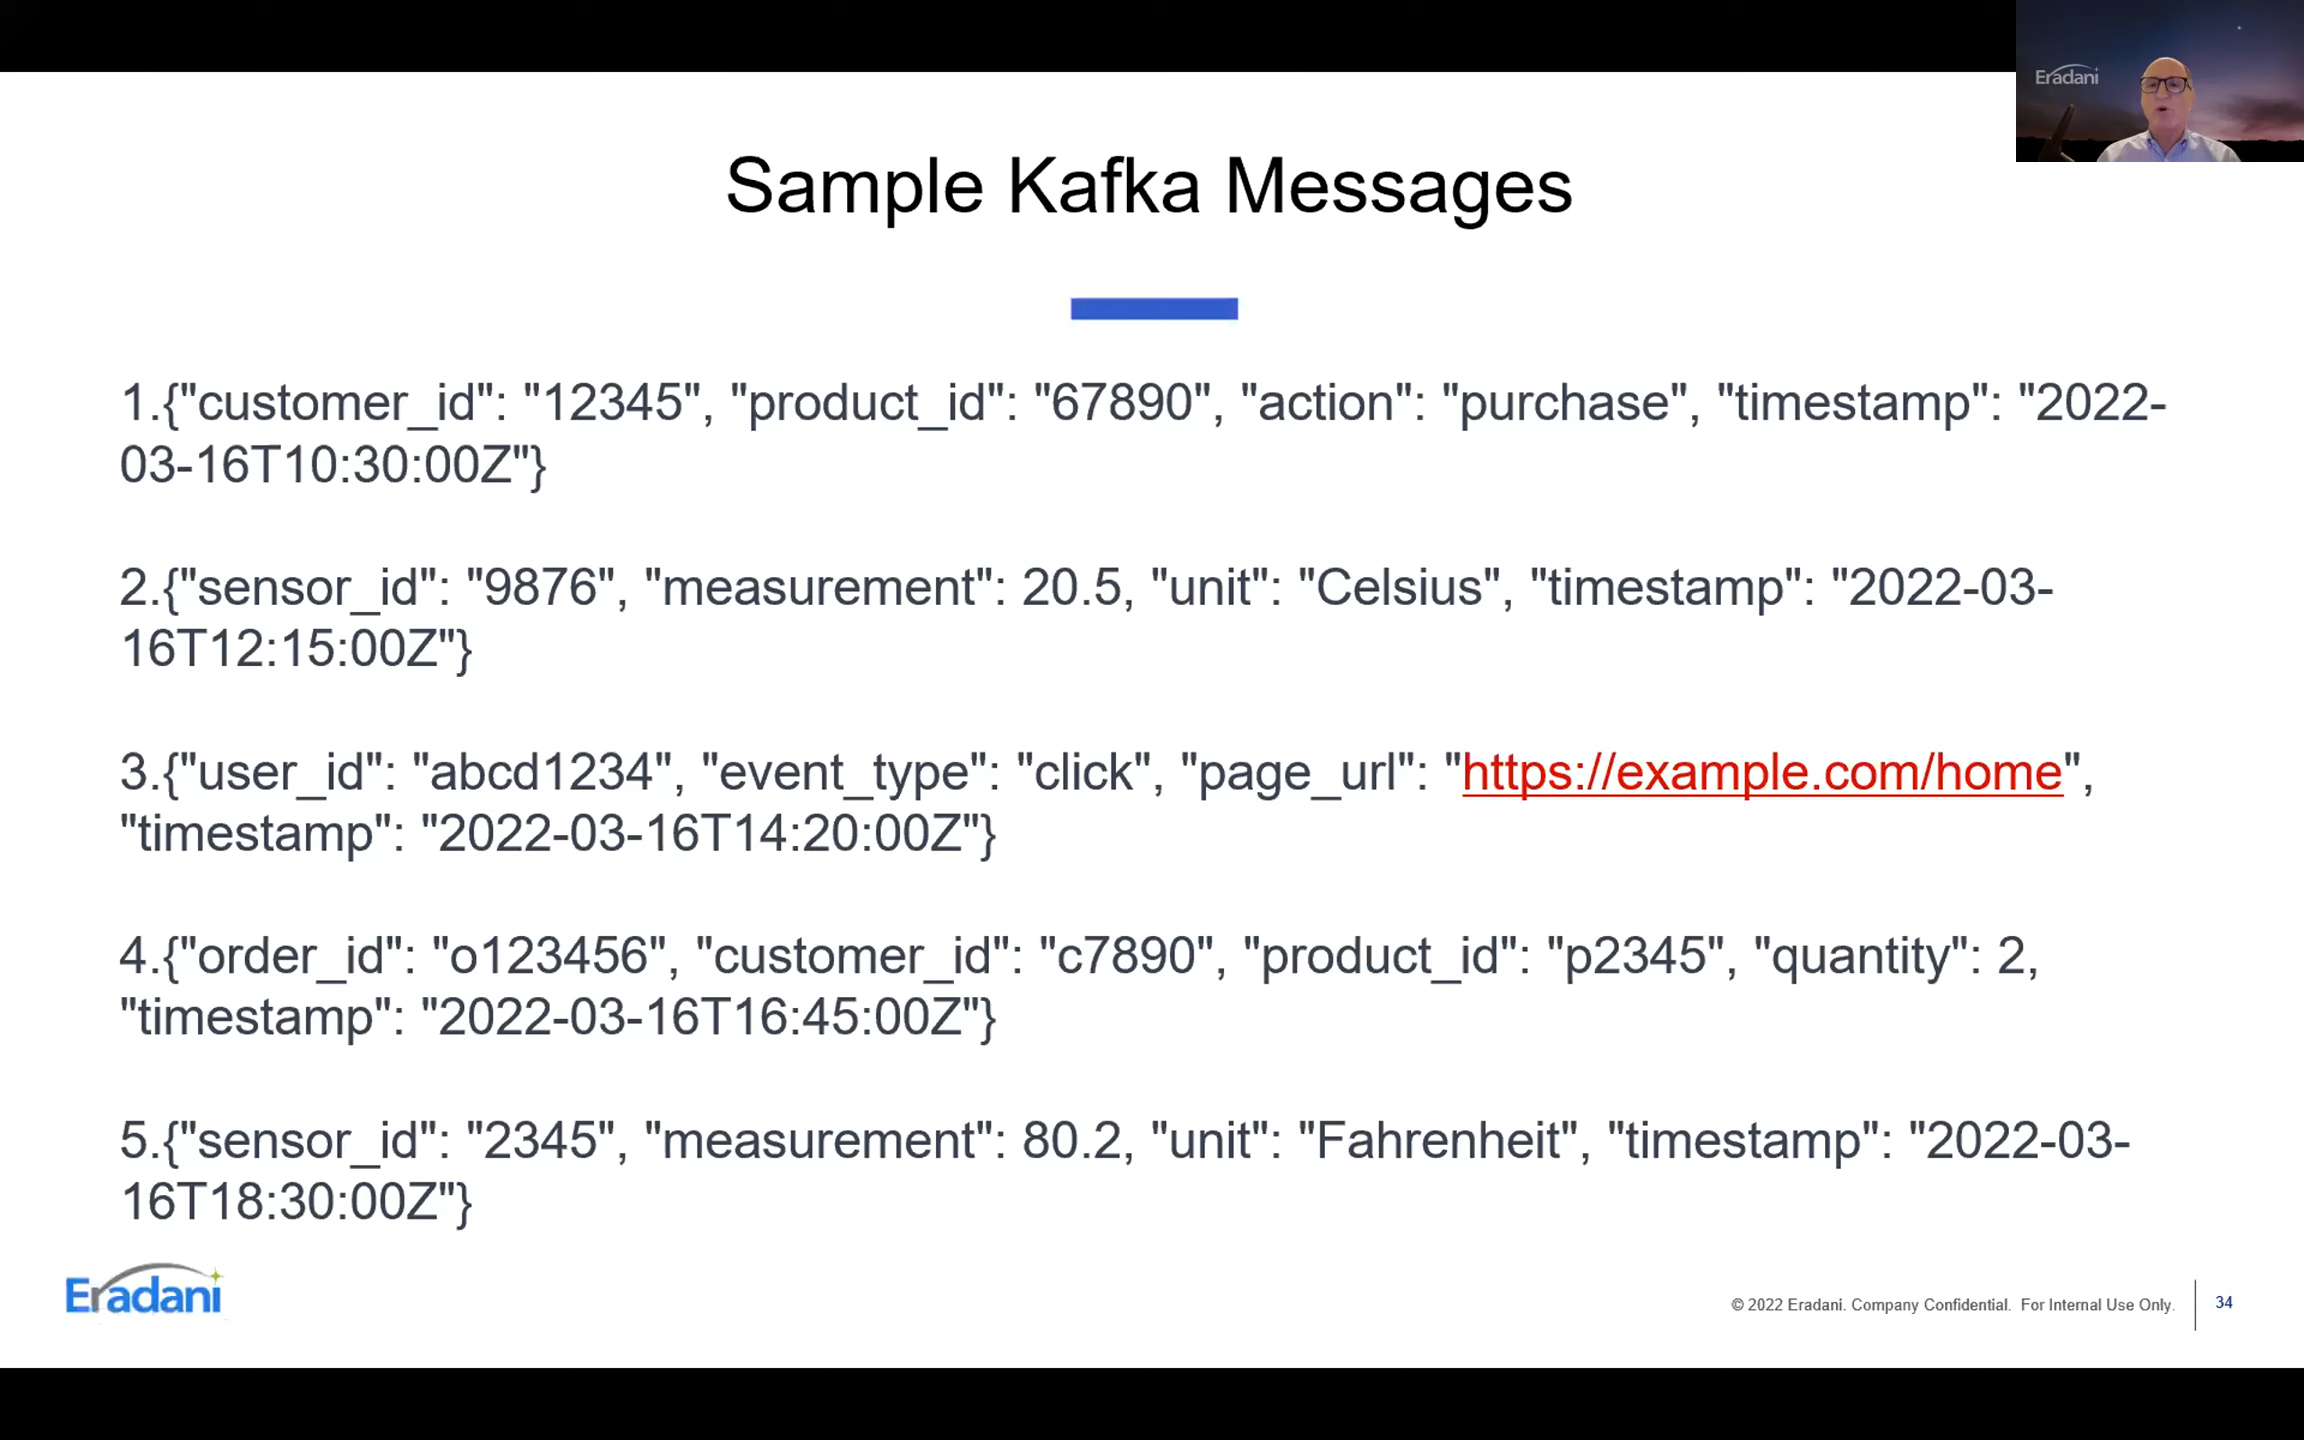 Eradani
Sample Kafka Messages
1.{"customer_id": "12345", "product_id": "67890", "action": "purchase", "timestamp": "2022-
03-16T10:30:00Z"}
2.{"sensor_id": "9876", "measurement": 20.5, "unit": "Celsius", "timestamp": "2022-03-
16T12:15:00Z"}
3.{"user_id": "abcd1234", "event_type": "click", "page_url": "https://example.com/home",
"timestamp": "2022-03-16T14:20:00Z"}
4.{"order_id": "o123456", "customer_id": "c7890", "product_id": "p2345", "quantity": 2,
"timestamp": "2022-03-16T16:45:00Z"}
5.{"sensor_id": "2345", "measurement": 80.2, "unit": "Fahrenheit", "timestamp": "2022-03-
16T18:30:00Z"}
Eradani
© 2022 Eradani. Company Confidential. For Internal Use Only. 34